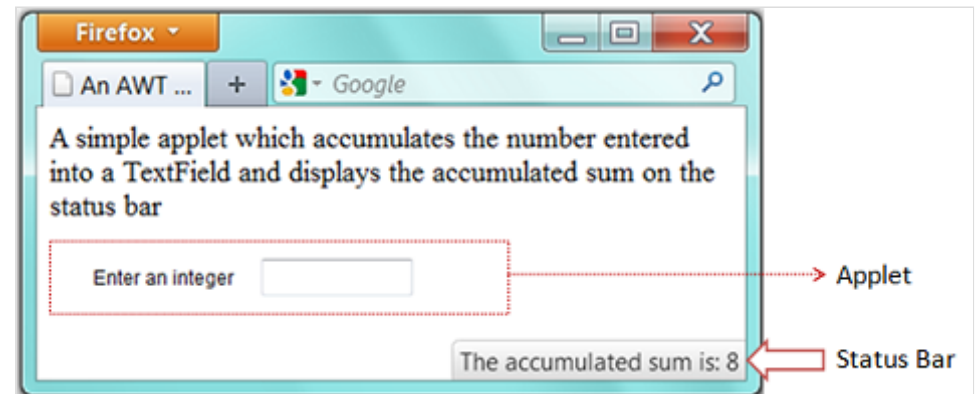 Firefox
An AWT ...
+
Google
A simple applet which accumulates the number entered
into a TextField and displays the accumulated sum on the
status bar
Enter an integer
Applet
The accumulated sum is: 8
Status Bar